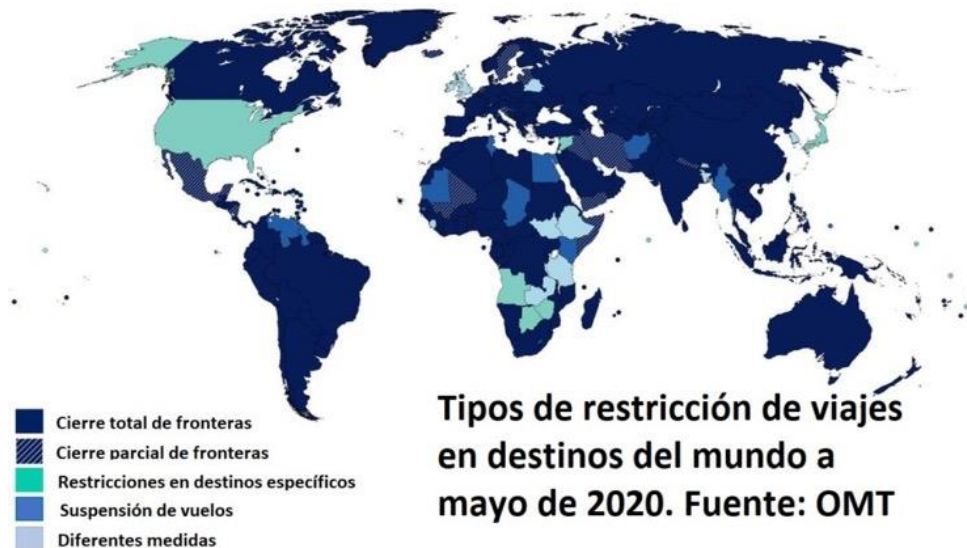 Cierre total de fronteras
Cierre parcial de fronteras
Restricciones en destinos específicos
Suspensión de vuelos
Diferentes medidas
Tipos de restricción de viajes
en destinos del mundo a
mayo de 2020. Fuente: OMT